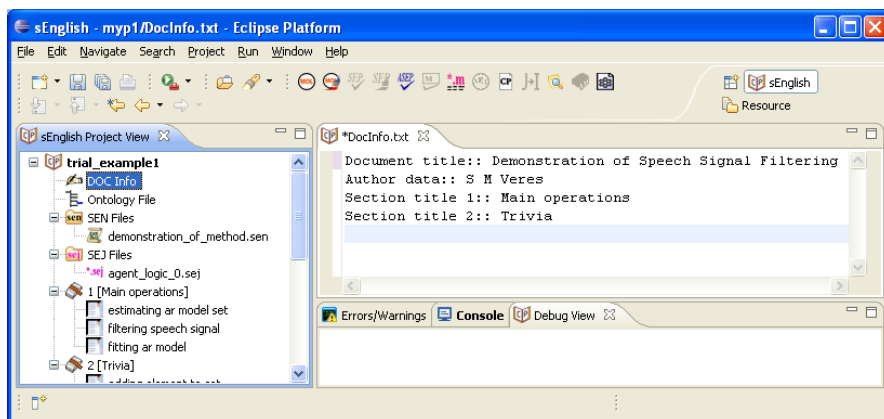 sEnglish - myp1/DocInfo.txt - Eclipse Platform
File Edit Navigate Search Project Run Window Help
sEnglish
Resource
sEnglish Project View
trial_example1
DOC Info
Ontology File
sen SEN Files
demonstration_of_method.sen
sej SEJ Files
*.sej agent_logic_0.sej
1 [Main operations]
estimating ar model set
filtering speech signal
fitting ar model
2 [Trivia]
*DocInfo.txt
Document title:: Demonstration of Speech Signal Filtering
Author data:: S M Veres
Section title 1:: Main operations
Section title 2:: Trivia
Errors/Warnings Console Debug View